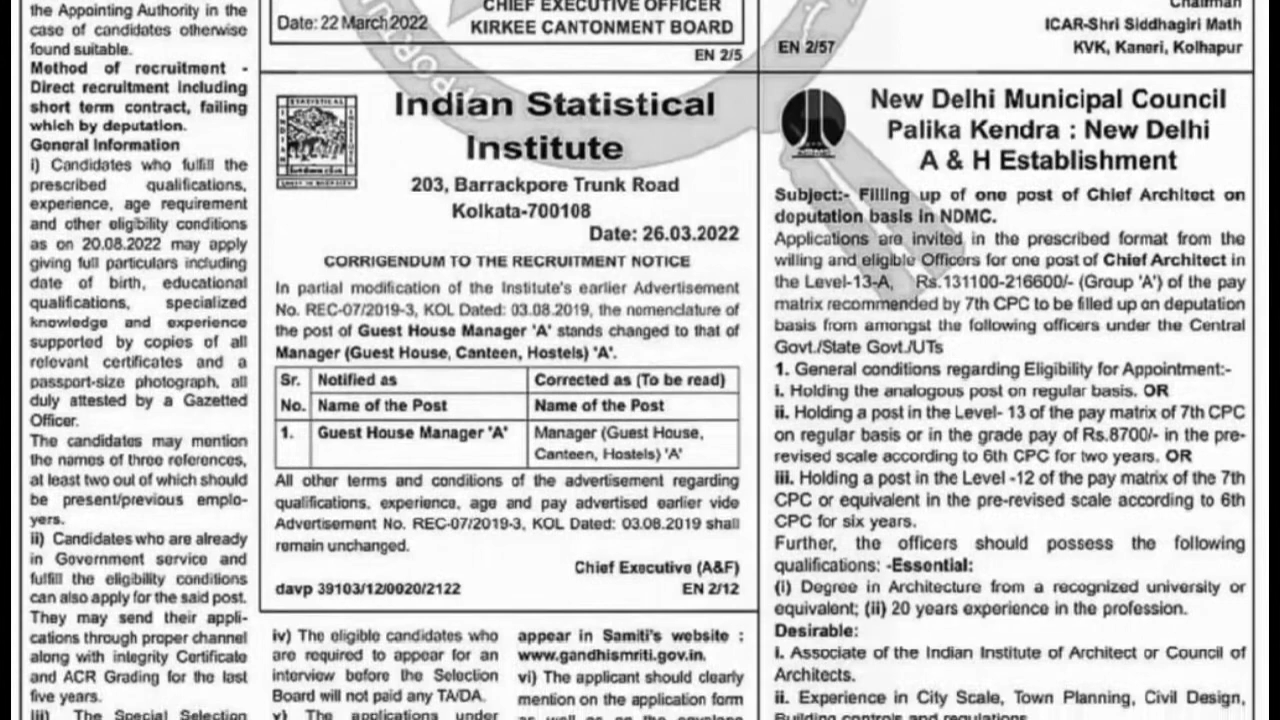 the Appointing Authority in the
case of candidates otherwise
found suitable.
Method of recruitment -
Direct recruitment including
short term contract, failing
which by deputation.
General Information
i) Candidates who fulfill the
prescribed qualifications,
experience, age requirement
and other eligibility conditions
as on 20.08.2022 may apply
giving full particulars including
date of birth, educational
qualifications, specialized
knowledge and experience
supported by copies of all
relevant certificates and a
passport-size photograph, all
duly attested by a Gazetted
Officer.
The candidates may mention
the names of three references,
at least two out of which should
be present/previous emplo-
yers.
ii) Candidates who are already
in Government service and
fulfill the eligibility conditions
can also apply for the said post.
They may send their appli-
cations through proper channel
along with integrity Certificate
and ACR Grading for the last
five years.
iii) The Special Selection
CHIEF EXECUTIVE OFFICER
Date: 22 March 2022
KIRKEE CANTONMENT BOARD
EN 2/5
Indian Statistical
Institute
203, Barrackpore Trunk Road
Kolkata-700108
Date: 26.03.2022
CORRIGENDUM TO THE RECRUITMENT NOTICE
In partial modification of the Institute's earlier Advertisement
No. REC-07/2019-3, KOL Dated: 03.08.2019, the nomenclature of
the post of Guest House Manager 'A' stands changed to that of
Manager (Guest House, Canteen, Hostels) 'A'.
Sr. Notified as Corrected as (To be read)
No. Name of the Post Name of the Post
1. Guest House Manager 'A' Manager (Guest House,
Canteen, Hostels) 'A'
All other terms and conditions of the advertisement regarding
qualifications, experience, age and pay advertised earlier vide
Advertisement No. REC-07/2019-3, KOL Dated: 03.08.2019 shall
remain unchanged.
Chief Executive (A&F)
davp 39103/12/0020/2122 EN 2/12
iv) The eligible candidates who
are required to appear for an
interview before the Selection
Board will not paid any TA/DA.
v) The applications under
appear in Samiti's website :
www.gandhismriti.gov.in.
vi) The applicant should clearly
mention on the application form
as well as on the envelope
Chairman
ICAR-Shri Siddhagiri Math
EN 2/57 KVK, Kaneri, Kolhapur
New Delhi Municipal Council
Palika Kendra : New Delhi
A & H Establishment
Subject:- Filling up of one post of Chief Architect on
deputation basis in NDMC.
Applications are invited in the prescribed format from the
willing and eligible Officers for one post of Chief Architect in
the Level-13-A, Rs.131100-216600/- (Group 'A') of the pay
matrix recommended by 7th CPC to be filled up on deputation
basis from amongst the following officers under the Central
Govt./State Govt./UTs
1. General conditions regarding Eligibility for Appointment:-
i. Holding the analogous post on regular basis. OR
ii. Holding a post in the Level- 13 of the pay matrix of 7th CPC
on regular basis or in the grade pay of Rs.8700/- in the pre-
revised scale according to 6th CPC for two years. OR
iii. Holding a post in the Level -12 of the pay matrix of the 7th
CPC or equivalent in the pre-revised scale according to 6th
CPC for six years.
Further, the officers should possess the following
qualifications: -Essential:
(i) Degree in Architecture from a recognized university or
equivalent; (ii) 20 years experience in the profession.
Desirable:
i. Associate of the Indian Institute of Architect or Council of
Architects.
ii. Experience in City Scale, Town Planning, Civil Design,
Building controls and regulations